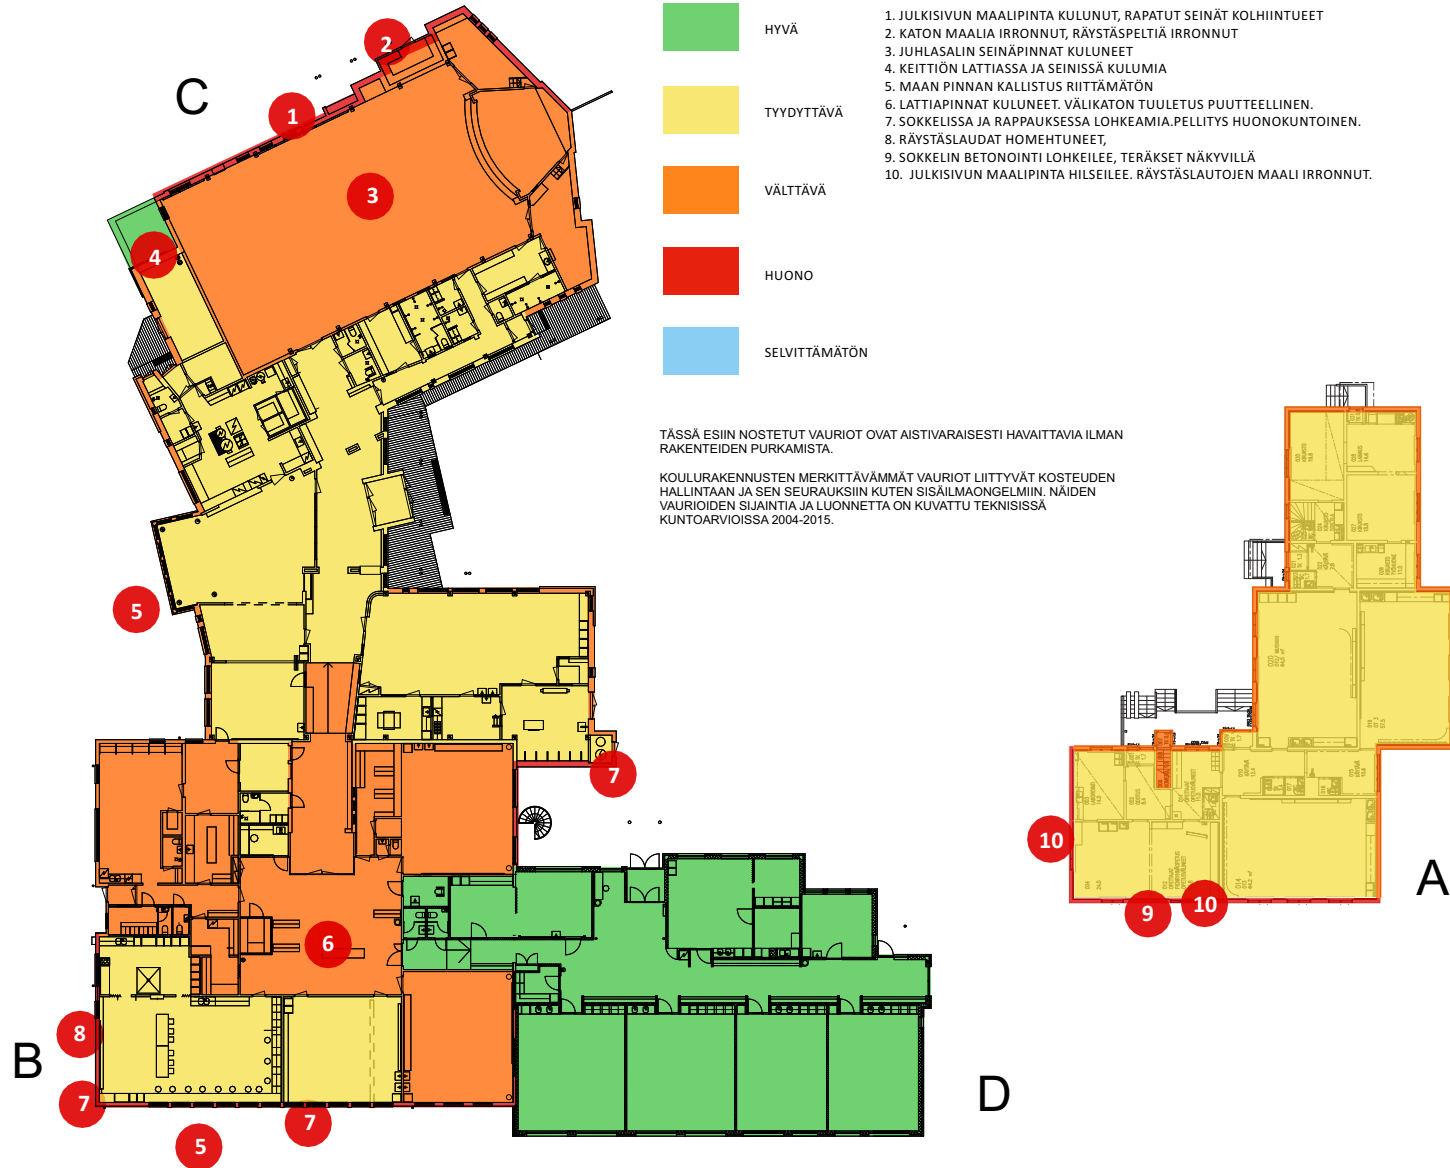 HYVÄ
TYYDYTTÄVÄ
VÄLTTÄVÄ
HUONO
SELVITTÄMÄTÖN
1. JULKISIVUN MAALIPINTA KULUNUT, RAPATUT SEINÄT KOLHIINTUEET
2. KATON MAALIA IRRONNUT, RÄYSTÄSPELTIÄ IRRONNUT
3. JUHLASALIN SEINÄPINNAT KULUNEET
4. KEITTIÖN LATTIASSA JA SEINISSÄ KULUMIA
5. MAAN PINNAN KALLISTUS RIITTÄMÄTÖN
6. LATTIAPINNAT KULUNEET. VÄLIKATON TUULETUS PUUTTEELLINEN.
7. SOKKELISSA JA RAPPAUKSESSA LOHKEAMIA.PELLITYS HUONOKUNTOINEN.
8. RÄYSTÄSLAUDAT HOMEHTUNEET,
9. SOKKELIN BETONOINTI LOHKEILEE, TERÄKSET NÄKYVILLÄ
10. JULKISIVUN MAALIPINTA HILSEILEE. RÄYSTÄSLAUTOJEN MAALI IRRONNUT.
TÄSSÄ ESIIN NOSTETUT VAURIOT OVAT AISTIVARAISESTI HAVAITTAVIA ILMAN
RAKENTEIDEN PURKAMISTA.
KOULURAKENNUSTEN MERKITTÄVÄMMÄT VAURIOT LIITTYVÄT KOSTEUDEN
HALLINTAAN JA SEN SEURAUKSIIN KUTEN SISÄILMAONGELMIIN. NÄIDEN
VAURIOIDEN SIJAINTIA JA LUONNETTA ON KUVATTU TEKNISISSÄ
KUNTOARVIOISSA 2004-2015.
C
2
1
3
4
5
7
6
8
B
7
7
5
D
10
9
10
A